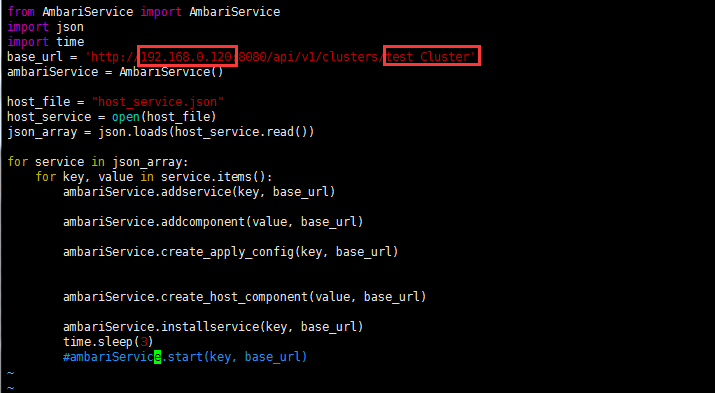 from AmbariService import AmbariService
import json
import time
base_url = 'http://192.168.0.120:8080/api/v1/clusters/test_Cluster'
ambariService = AmbariService()
host_file = "host_service.json"
host_service = open(host_file)
json_array = json.loads(host_service.read())
for service in json_array:
    for key, value in service.items():
        ambariService.addservice(key, base_url)
        ambariService.addcomponent(value, base_url)
        ambariService.create_apply_config(key, base_url)
        ambariService.create_host_component(value, base_url)
        ambariService.installservice(key, base_url)
        time.sleep(3)
        #ambariService.start(key, base_url)
~
~